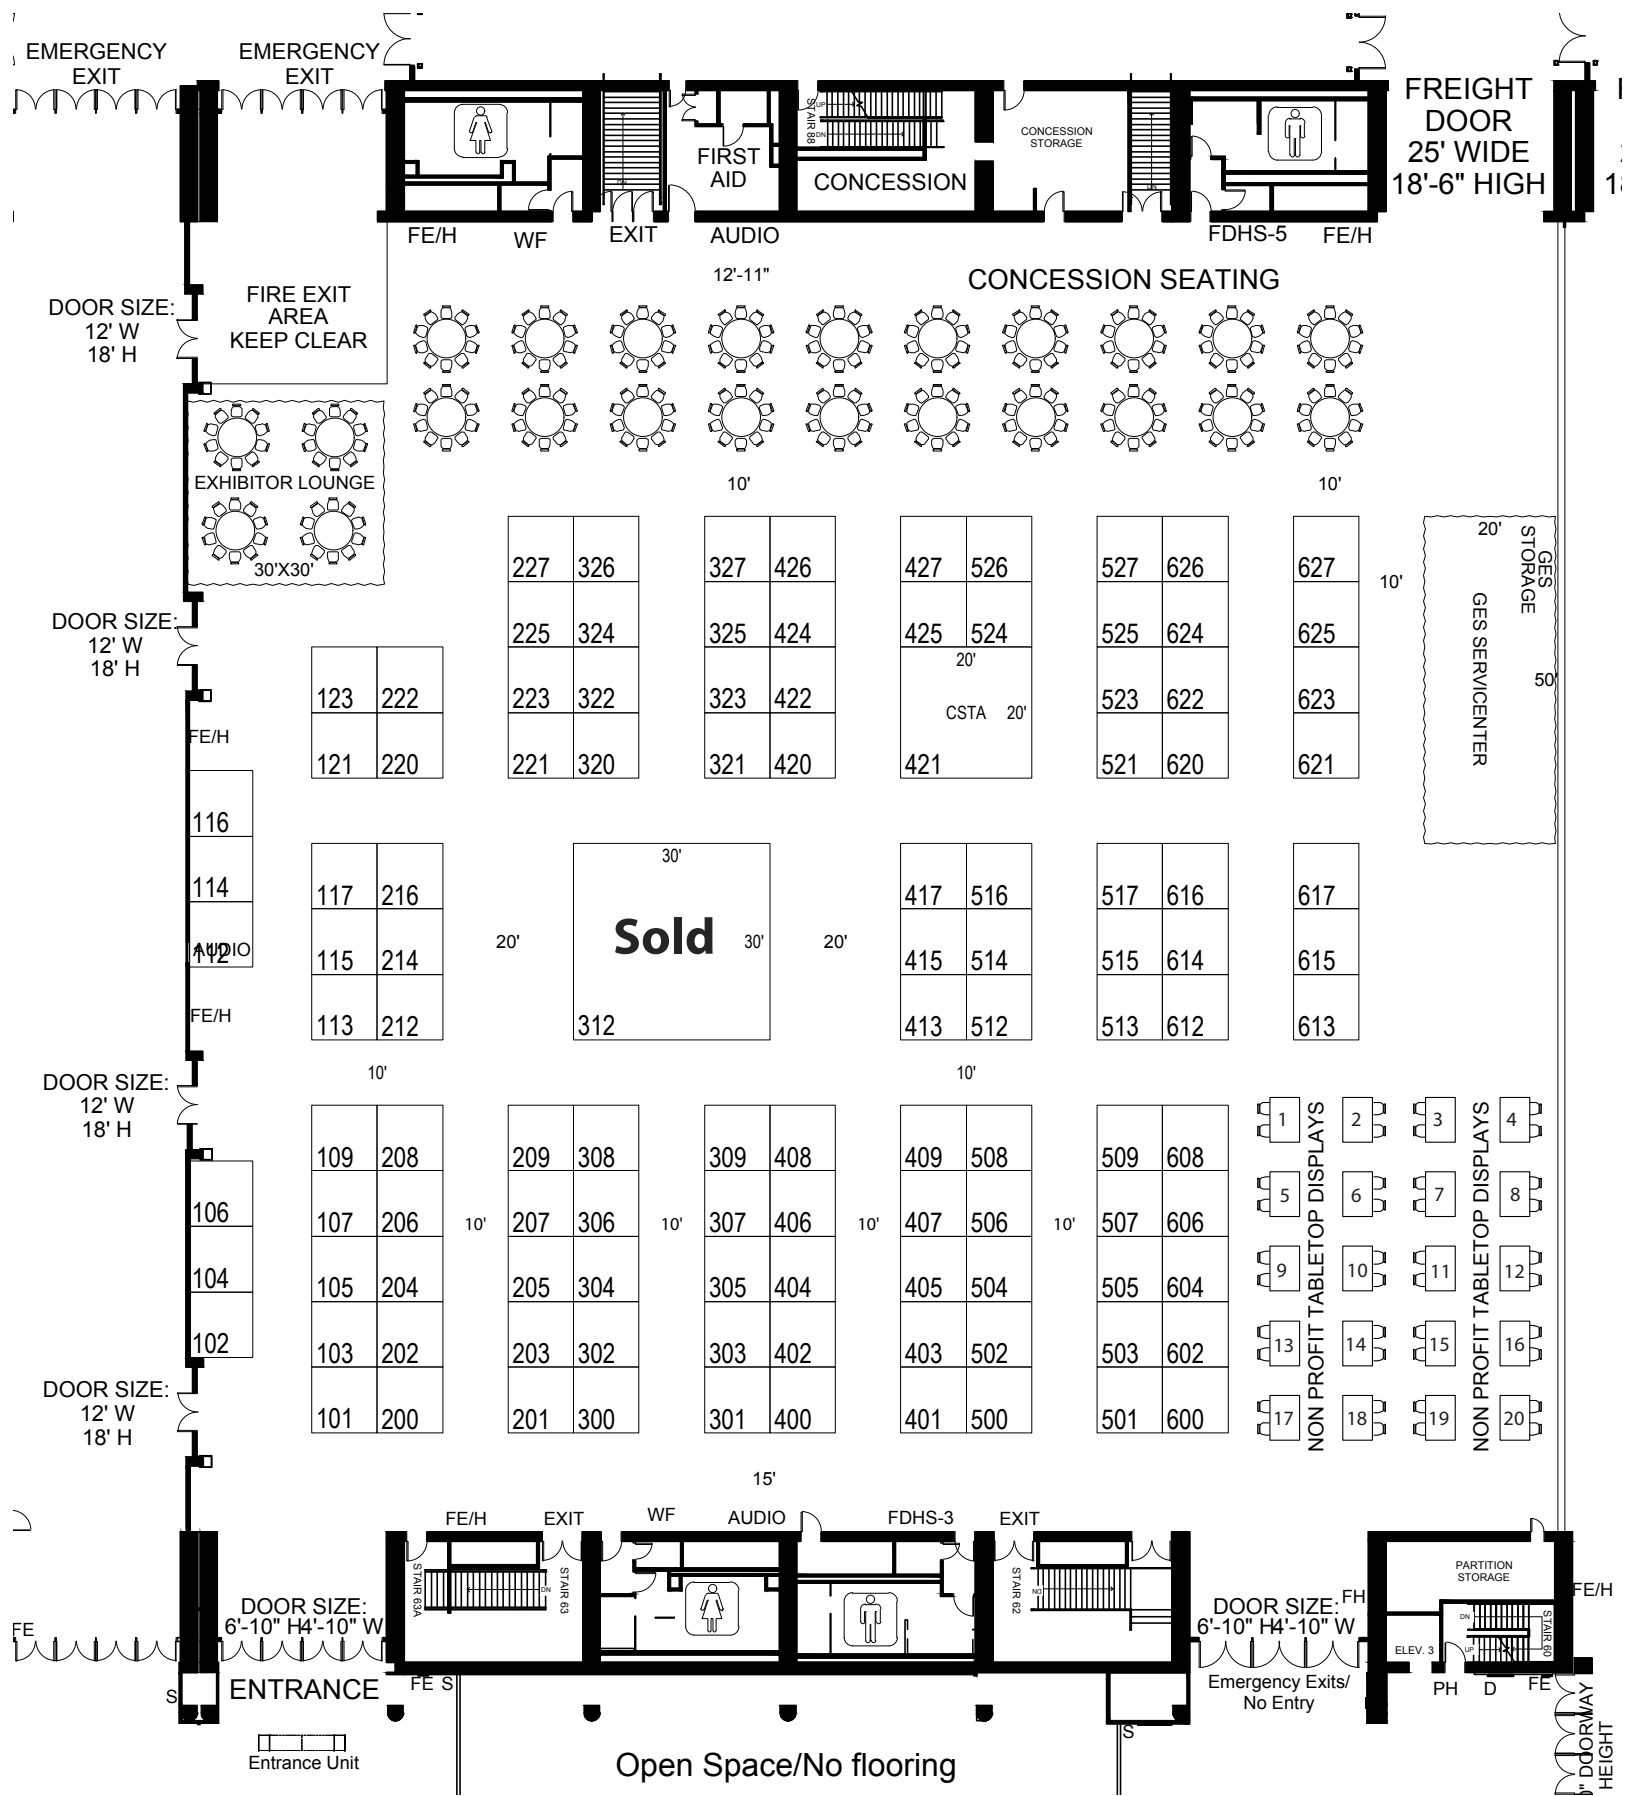 EMERGENCY
EXIT
EMERGENCY
EXIT
FREIGHT
DOOR
25' WIDE
18'-6" HIGH
UP
DN
STAIR 88
CONCESSION
STORAGE
FIRST
AID
CONCESSION
DN
DN
FE/H
WF
EXIT
AUDIO
FDHS-5
FE/H
12'-11"
CONCESSION SEATING
FIRE EXIT
AREA
KEEP CLEAR
DOOR SIZE:
12' W
18' H
EXHIBITOR LOUNGE
30'X30'
10'
10'
227 326 327 426 427 526 527 626 627
10'
20'
GES
STORAGE
GES SERVICENTER
50'
DOOR SIZE:
12' W
18' H
225 324 325 424 425 524 525 624 625
20'
123 222 223 322 323 422 CSTA 20' 523 622 623
FE/H
121 220 221 320 321 420 421 521 620 621
116
114
AUDIO
112
FE/H
30'
117 216 417 516 517 616 617
Sold 30'
20' 20'
115 214 415 514 515 614 615
113 212 312 413 512 513 612 613
10' 10'
DOOR SIZE:
12' W
18' H
109 208 209 308 309 408 409 508 509 608
107 206 10' 207 306 10' 307 406 10' 407 506 10' 507 606
105 204 205 304 305 404 405 504 505 604
103 202 203 302 303 402 403 502 503 602
101 200 201 300 301 400 401 500 501 600
106
104
102
DOOR SIZE:
12' W
18' H
NON PROFIT TABLETOP DISPLAYS
NON PROFIT TABLETOP DISPLAYS
1 2 3 4
5 6 7 8
9 10 11 12
13 14 15 16
17 18 19 20
15'
FE/H
EXIT
WF
AUDIO
FDHS-3
EXIT
STAIR 63A
DN
STAIR 63
STAIR 62
DN
PARTITION
STORAGE
FE/H
FH
DN
UP
STAIR 60
ELEV. 3
FE
DOOR SIZE:
6'-10" H4'-10" W
DOOR SIZE:
6'-10" H4'-10" W
S
ENTRANCE
FE S
Emergency Exits/
No Entry
PH
D
FE
S
Entrance Unit
Open Space/No flooring
DOORWAY
HEIGHT